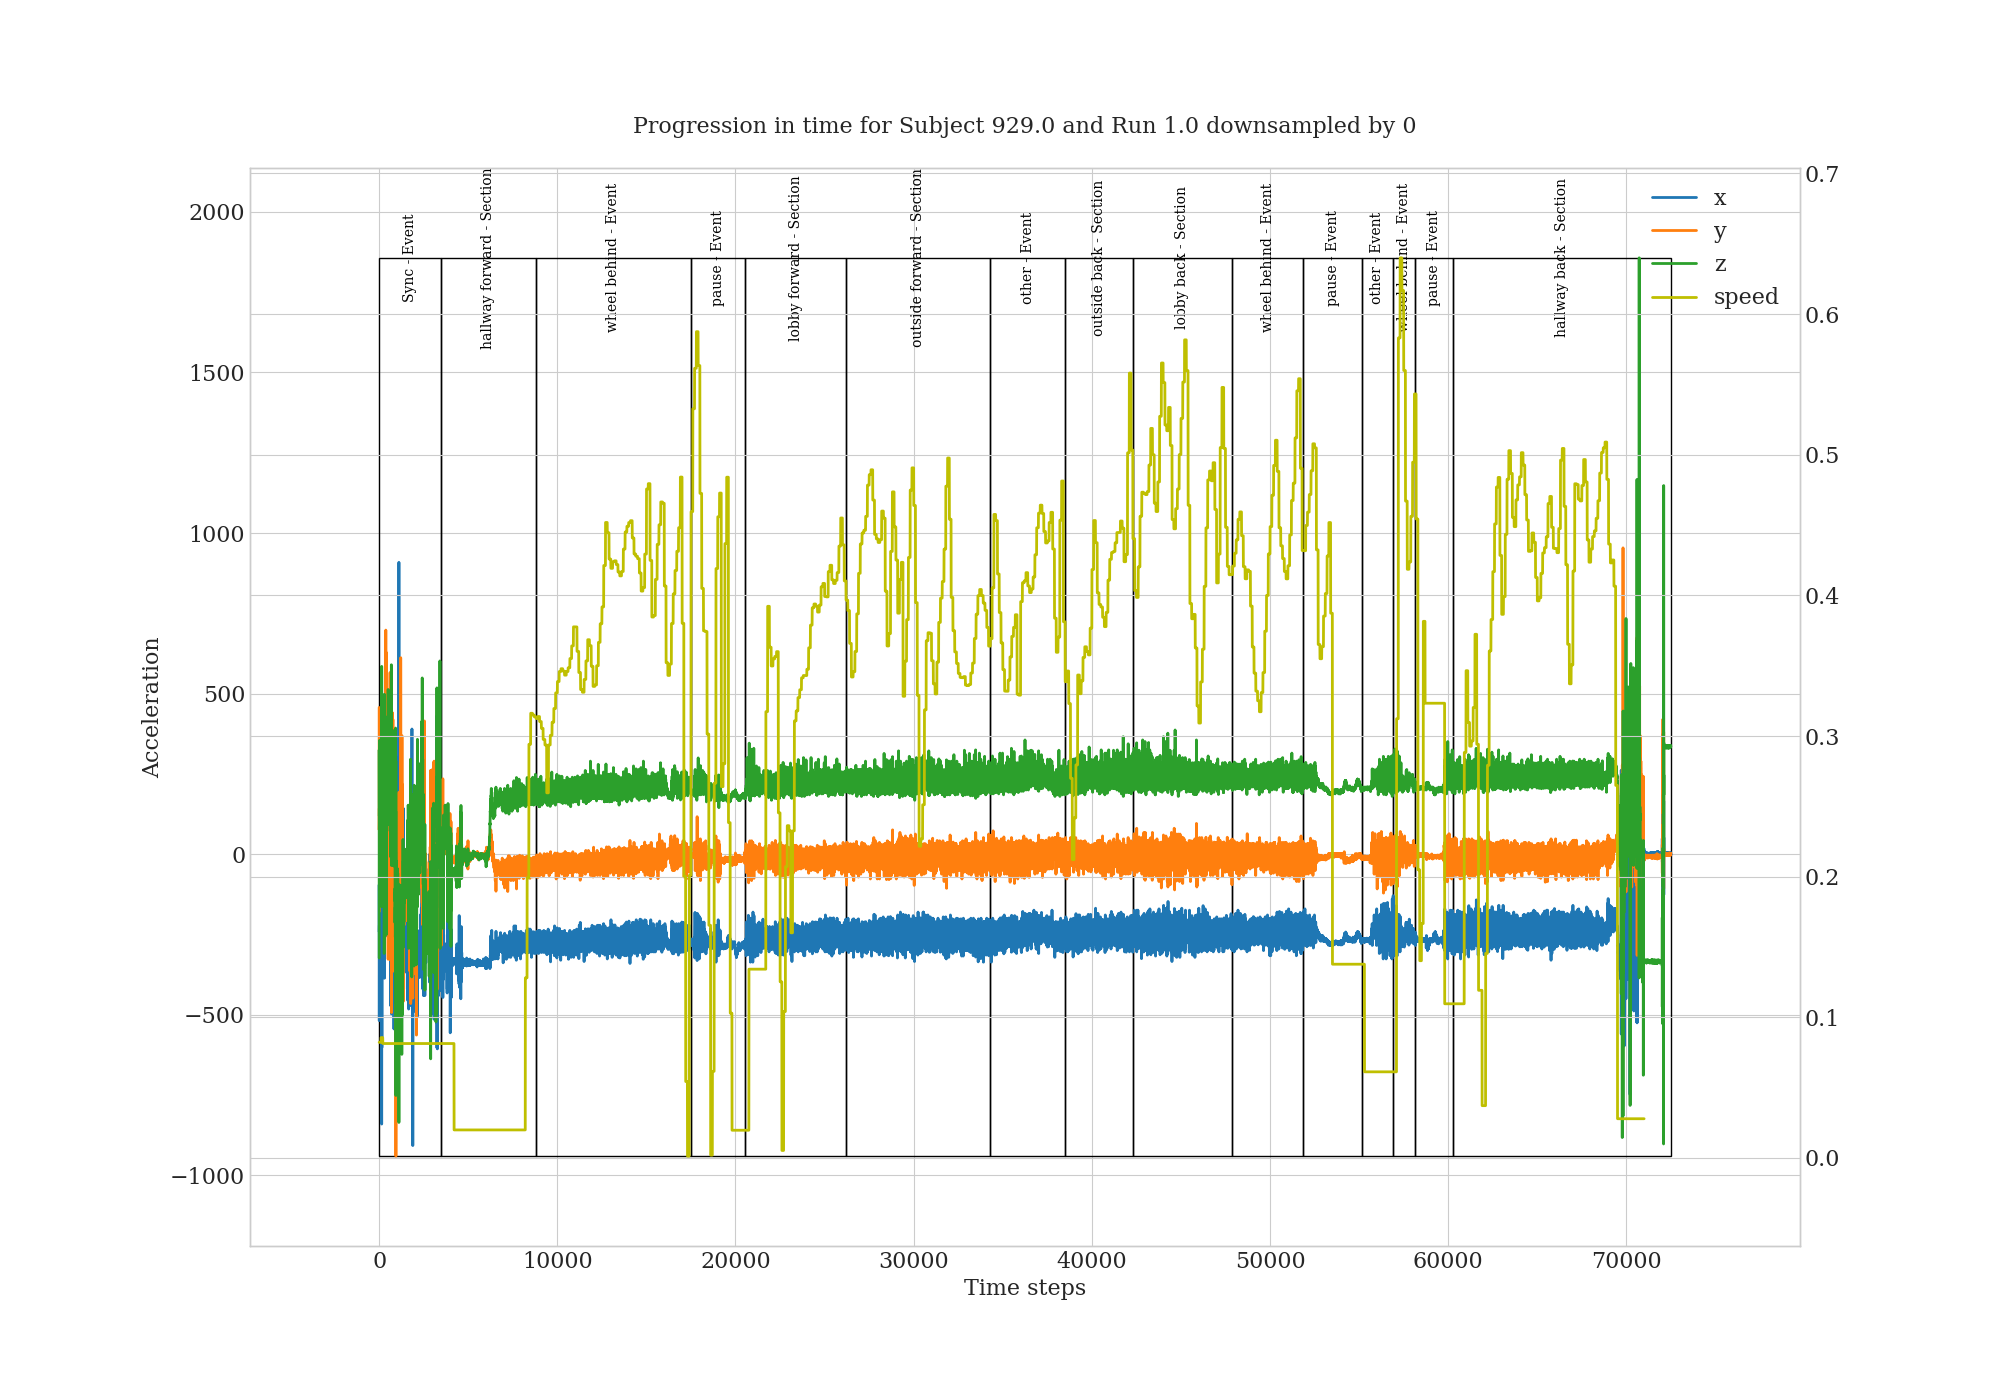 Progression in time for Subject 929.0 and Run 1.0 downsampled by 0
Sync - Event
hallway forward - Section
wheel behind - Event
pause - Event
lobby forward - Section
outside forward - Section
other - Event
outside back - Section
lobby back - Section
wheel behind - Event
pause - Event
other - Event
wheel behind - Event
pause - Event
hallway back - Section
x
y
z
speed
Acceleration
2000
1500
1000
500
0
−500
−1000
0.7
0.6
0.5
0.4
0.3
0.2
0.1
0.0
0 10000 20000 30000 40000 50000 60000 70000
Time steps